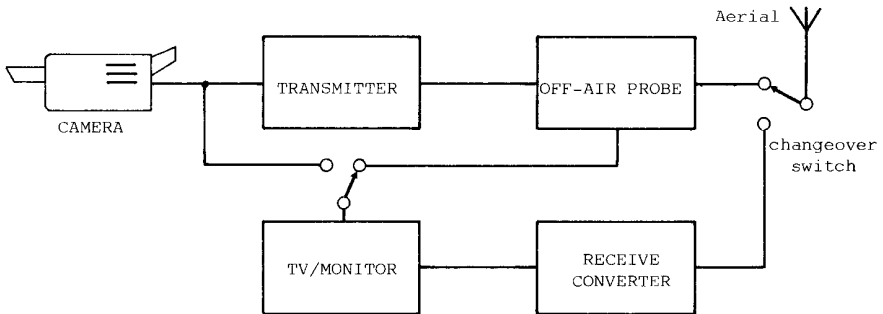 Aerial
TRANSMITTER
OFF-AIR PROBE
CAMERA
changeover
switch
TV/MONITOR
RECEIVE
CONVERTER